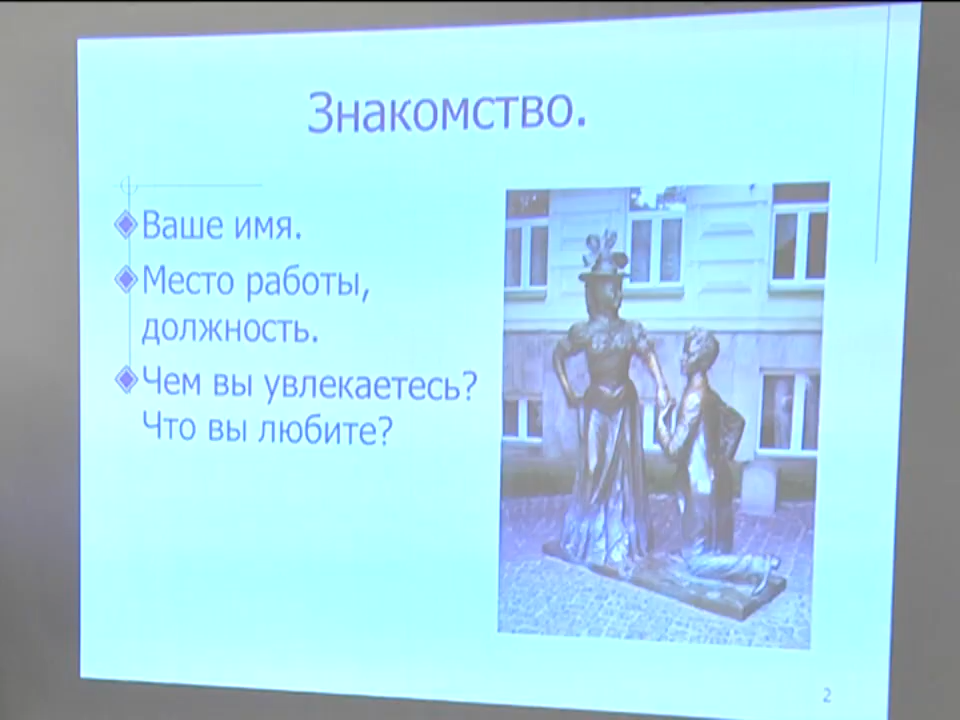 Знакомство.
Ваше имя.
Место работы,
должность.
Чем вы увлекаетесь?
Что вы любите?
2